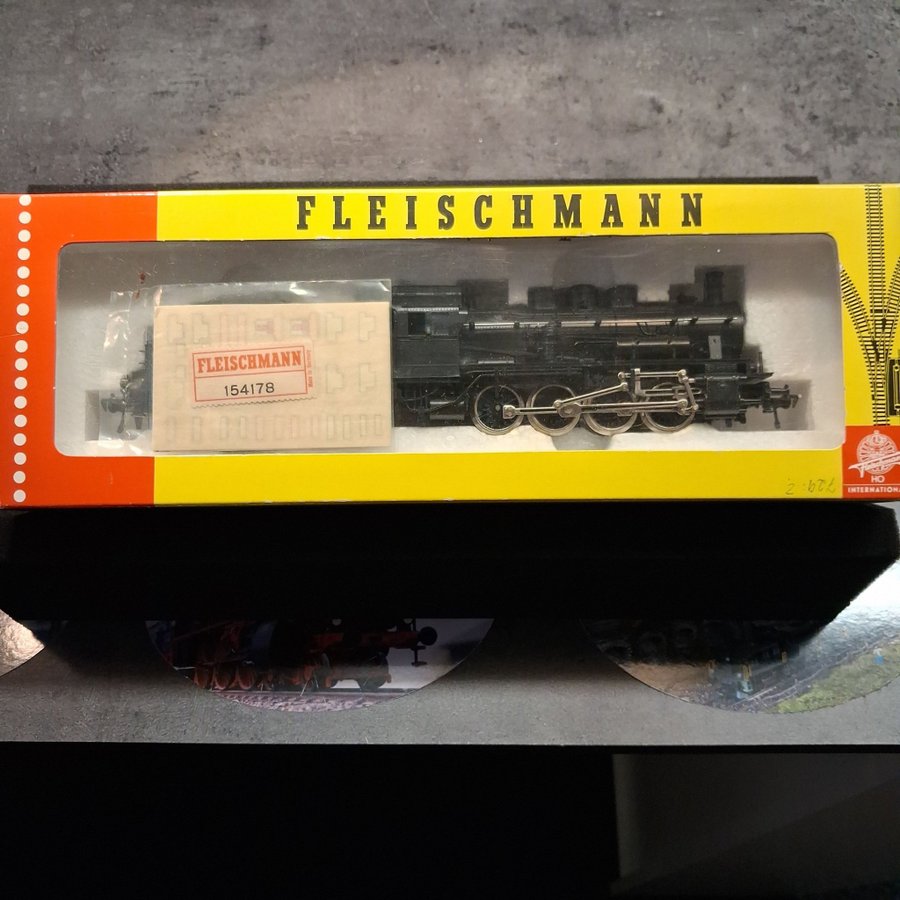 FLEISCHMANN
FLEISCHMANN
154178
HO
INTERNATIONAL